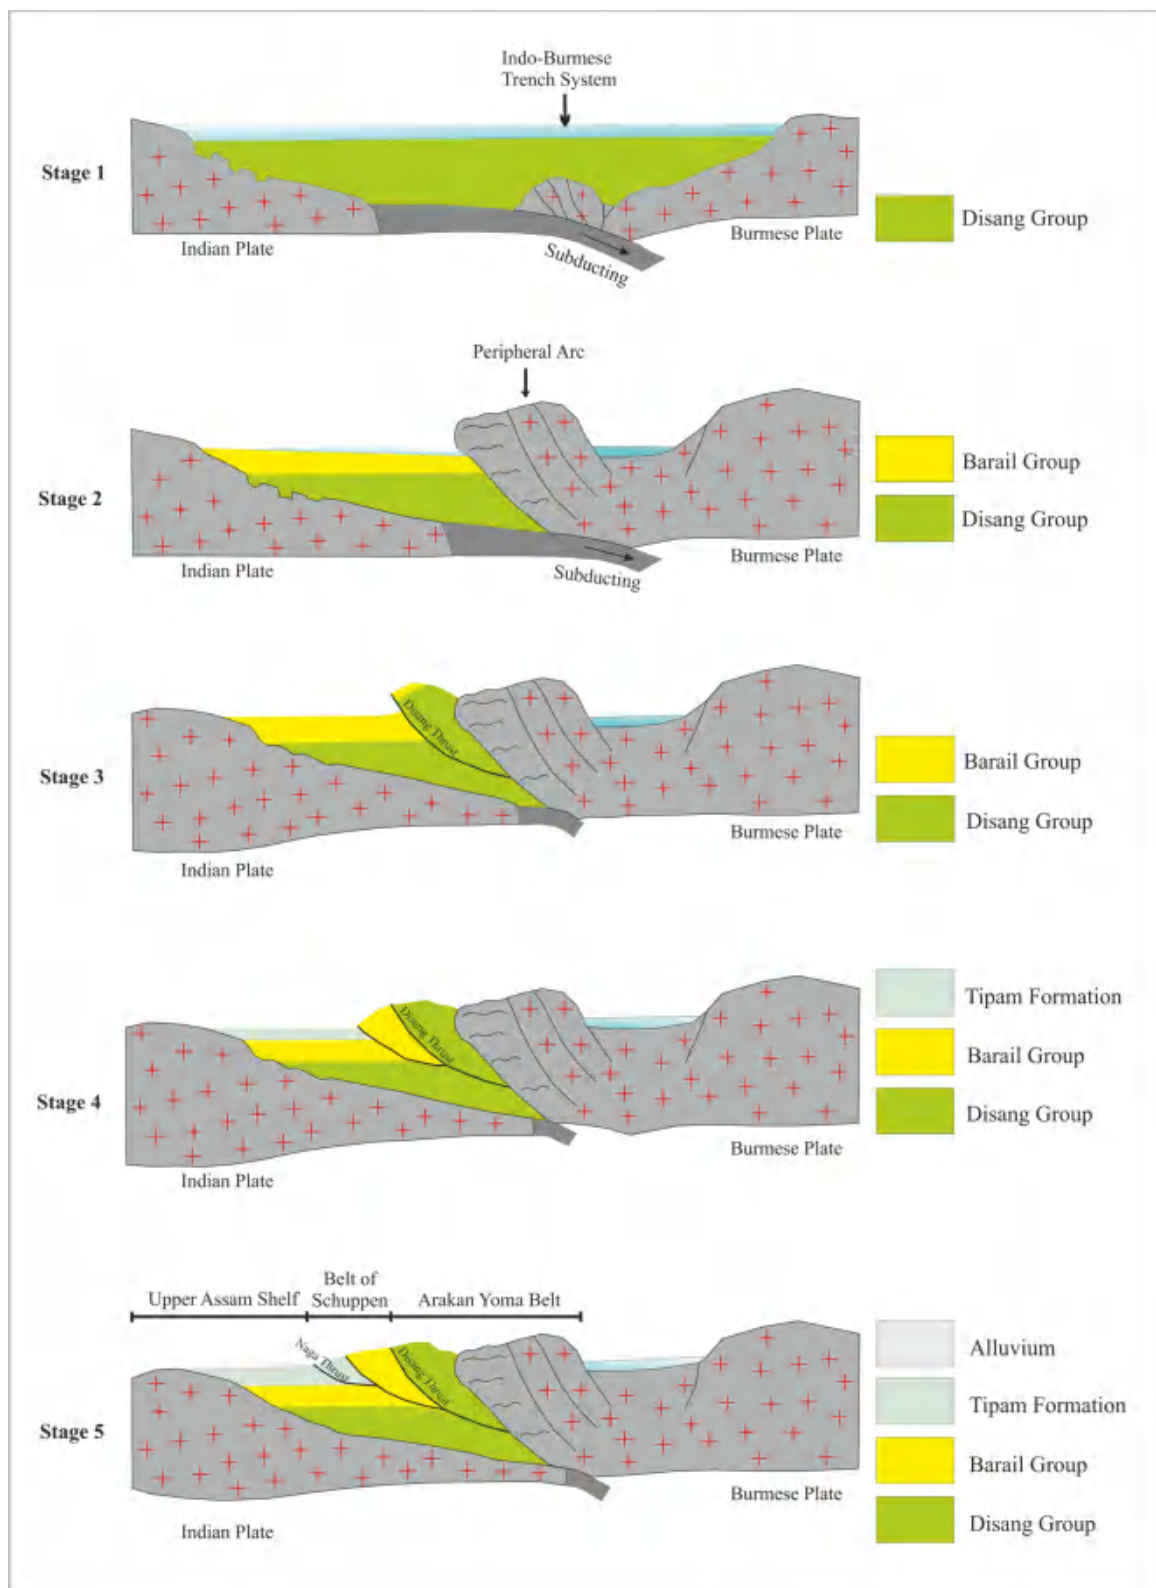 Indo-Burmese
Trench System
Stage 1
Indian Plate
Subducting
Burmese Plate
Disang Group
Peripheral Arc
Stage 2
Indian Plate
Subducting
Burmese Plate
Barail Group
Disang Group
Disang Thrust
Stage 3
Indian Plate
Burmese Plate
Barail Group
Disang Group
Disang Thrust
Stage 4
Indian Plate
Burmese Plate
Tipam Formation
Barail Group
Disang Group
Upper Assam Shelf
Belt of
Schuppen
Arakan Yoma Belt
Naga Thrust
Disang Thrust
Stage 5
Indian Plate
Burmese Plate
Alluvium
Tipam Formation
Barail Group
Disang Group